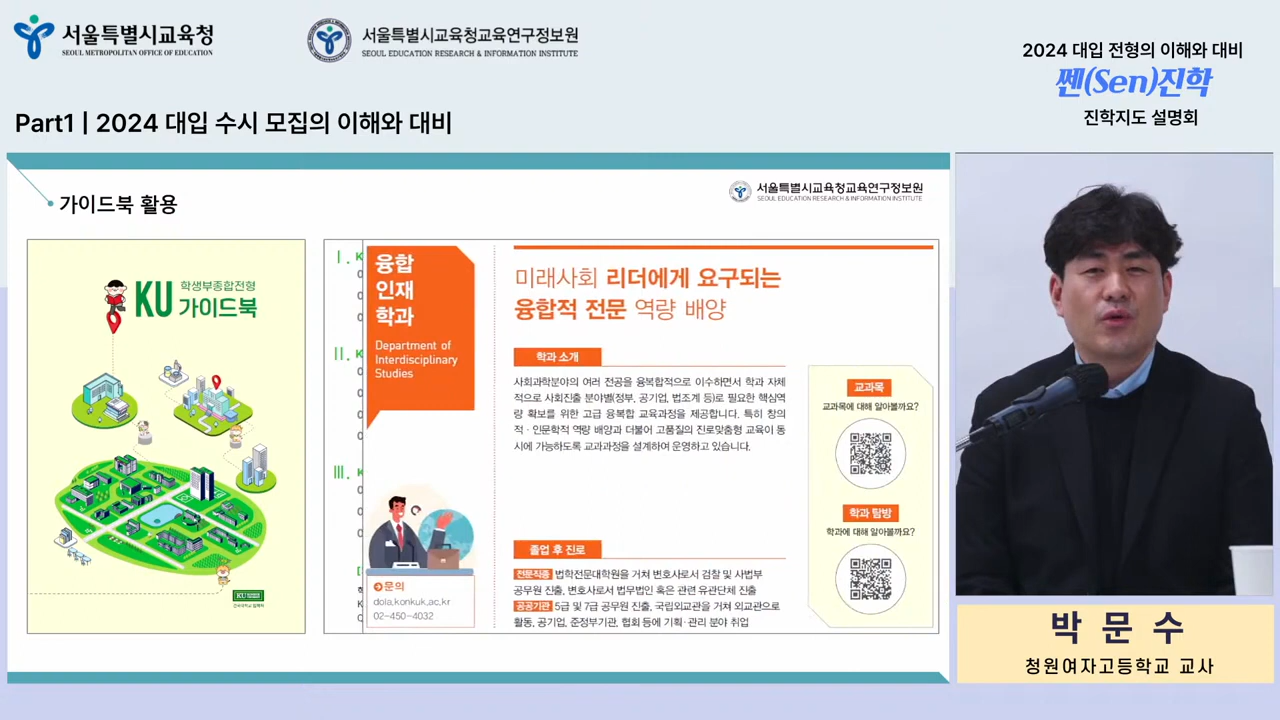 서울특별시교육청
SEOUL METROPOLITAN OFFICE OF EDUCATION
서울특별시교육청교육연구정보원
SEOUL EDUCATION RESEARCH & INFORMATION INSTITUTE
2024 대입 전형의 이해와 대비
쎈(Sen)진학
진학지도 설명회
Part1 | 2024 대입 수시 모집의 이해와 대비
가이드북 활용
서울특별시교육청교육연구정보원
SEOUL EDUCATION RESEARCH & INFORMATION INSTITUTE
KU 학생부종합전형
가이드북
KU
Ⅰ. K
Ⅱ. K
Ⅲ. K
융합
인재
학과
Department of
Interdisciplinary
Studies
문의
dola.konkuk.ac.kr
02-450-4032
미래사회 리더에게 요구되는
융합적 전문 역량 배양
학과 소개
사회과학분야의 여러 전공을 융복합적으로 이수하면서 학과 자체
적으로 사회진출 분야별(정부, 공기업, 법조계 등)로 필요한 핵심역
량 확보를 위한 고급 융복합 교육과정을 제공합니다. 특히 창의
적·인문학적 역량 배양과 더불어 고품질의 진로맞춤형 교육이 동
시에 가능하도록 교과과정을 설계하여 운영하고 있습니다.
졸업 후 진로
전문직종 법학전문대학원을 거쳐 변호사로서 검찰 및 사법부
공무원 진출, 변호사로서 법무법인 혹은 관련 유관단체 진출
공공기관 5급 및 7급 공무원 진출, 국립외교관을 거쳐 외교관으로
활동, 공기업, 준정부기관, 협회 등에 기획·관리 분야 취업
교과목
교과목에 대해 알아볼까요?
학과 탐방
학과에 대해 알아볼까요?
박 문 수
청원여자고등학교 교사